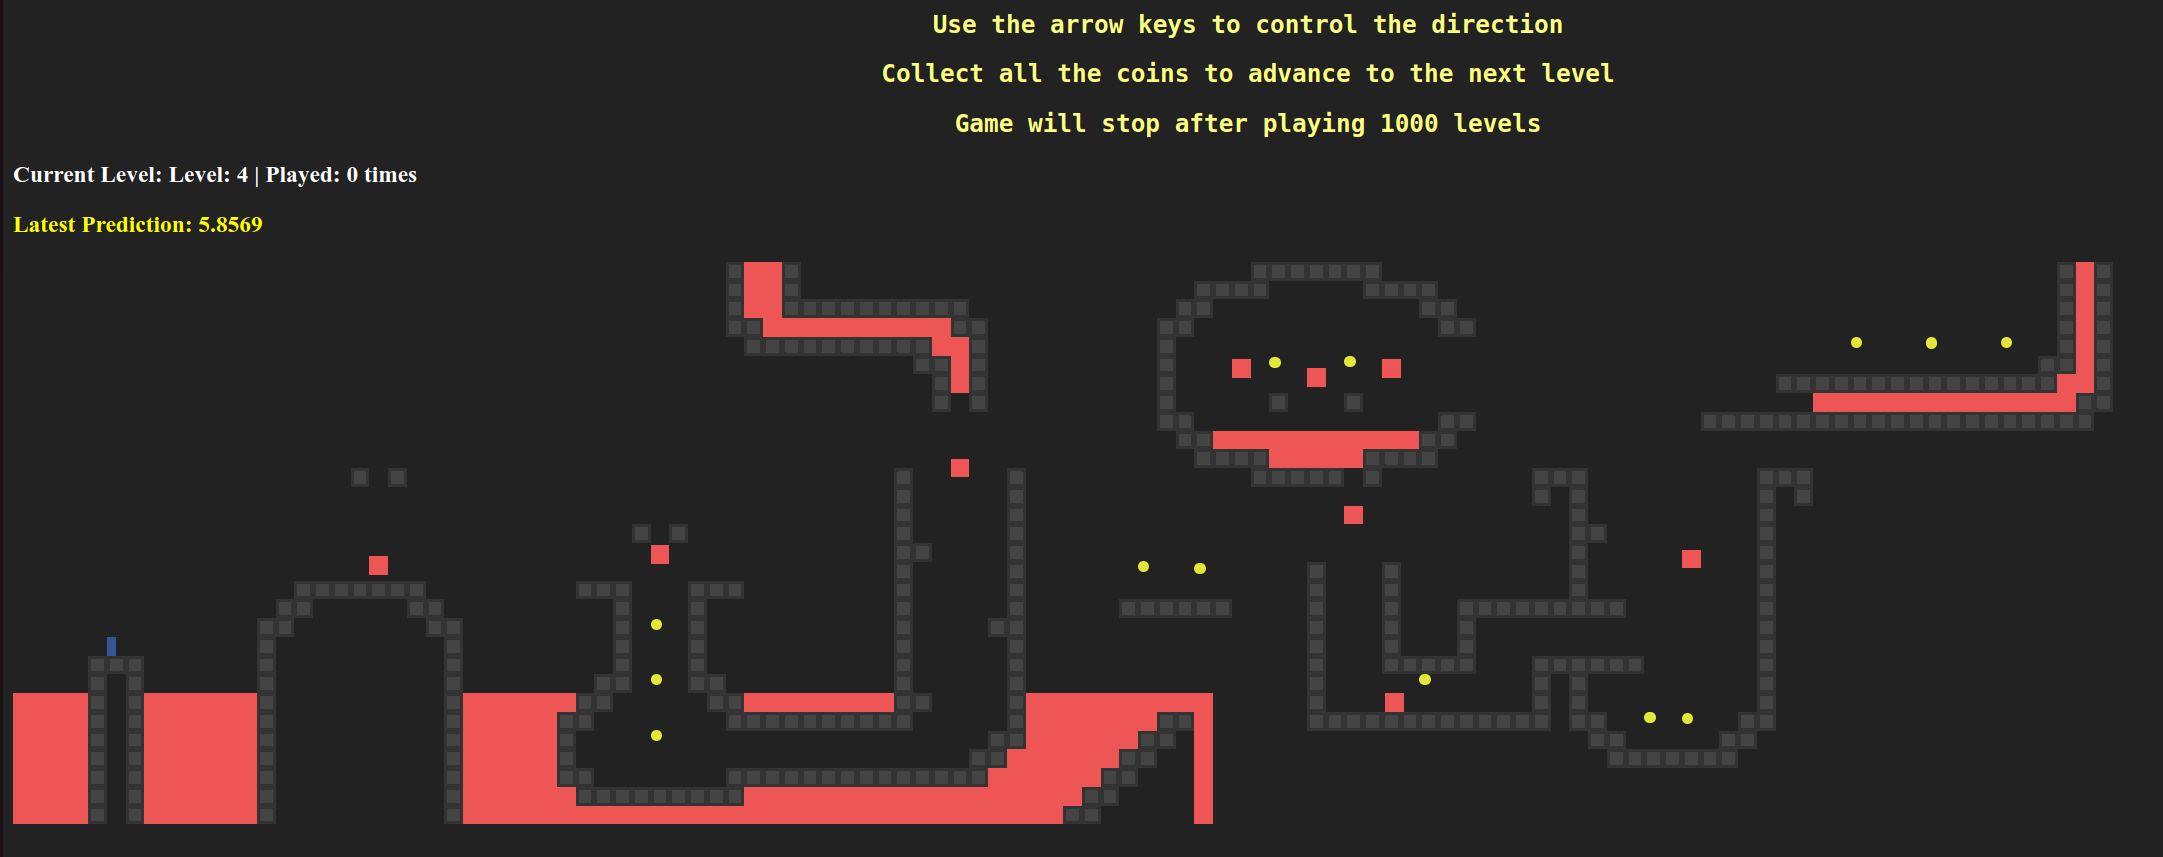 Use the arrow keys to control the direction
Collect all the coins to advance to the next level
Game will stop after playing 1000 levels
Current Level: Level: 4 | Played: 0 times
Latest Prediction: 5.8569